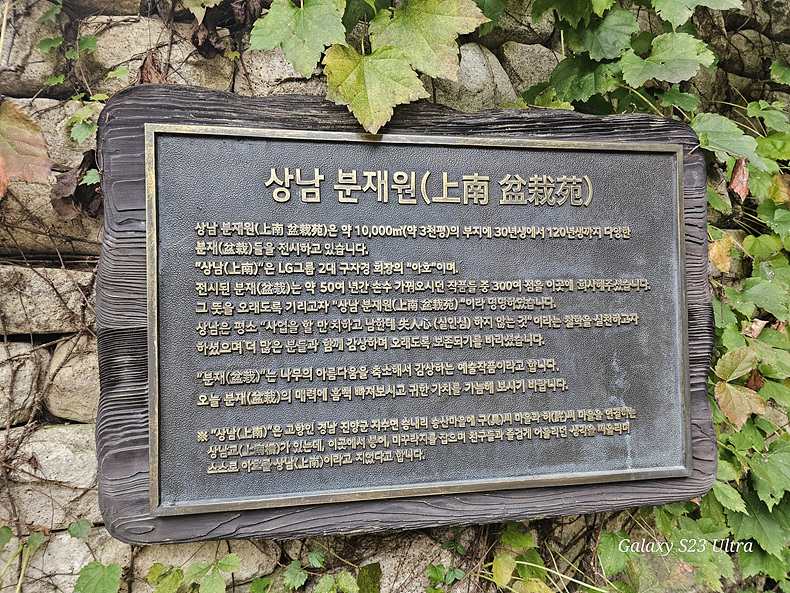 상남 분재원(上南 盆栽苑)
상남 분재원(上南 盆栽苑)은 약 10,000㎡(약 3천평)의 부지에 30년생에서 120년생까지 다양한
분재(盆栽)들을 전시하고 있습니다.
"상남(上南)"은 LG그룹 2대 구자경 회장의 "아호"이며,
전시된 분재(盆栽)는 약 50여 년간 손수 가꿔오시던 작품들 중 300여 점을 이곳에 희사해주셨습니다.
그 뜻을 오래도록 기리고자 "상남 분재원(上南 盆栽苑)"이라 명명하였습니다.
상남은 평소 "사업을 할 만치하고 남한테 失人心(실인심) 하지 않는 것"이라는 철학을 실천하고자
하셨으며 더 많은 분들과 함께 감상하며 오래도록 보존되기를 바라셨습니다.
"분재(盆栽)"는 나무의 아름다움을 축소해서 감상하는 예술작품이라고 합니다.
오늘 분재(盆栽)의 매력에 흠뻑 빠져보시고 귀한 가치를 가늠해 보시기 바랍니다.
※ "상남(上南)"은 고향인 경남 진양군 지수면 승내리 승산마을에 구(具)씨 마을과 허(許)씨 마을을 연결하는
상남교(上南橋)가 있는데, 이곳에서 붕어, 미꾸라지를 잡으며 친구들과 즐겁게 어울리던 생각을 떠올리며
스스로 아호를 상남(上南)이라고 지었다고 합니다.
Galaxy S23 Ultra